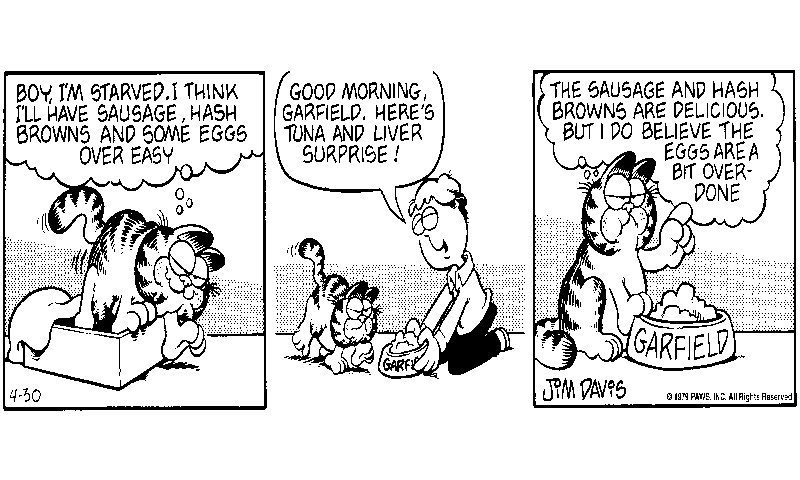 BOY, I'M STARVED. I THINK
I'LL HAVE SAUSAGE, HASH
BROWNS AND SOME EGGS
OVER EASY
4-30
GOOD MORNING,
GARFIELD. HERE'S
TUNA AND LIVER
SURPRISE!
GARFI
THE SAUSAGE AND HASH
BROWNS ARE DELICIOUS.
BUT I DO BELIEVE THE
EGGS ARE A
BIT OVER-
DONE
GARFIELD
JIM DAVIS
© 1979 PAWS, INC. All Rights Reserved.